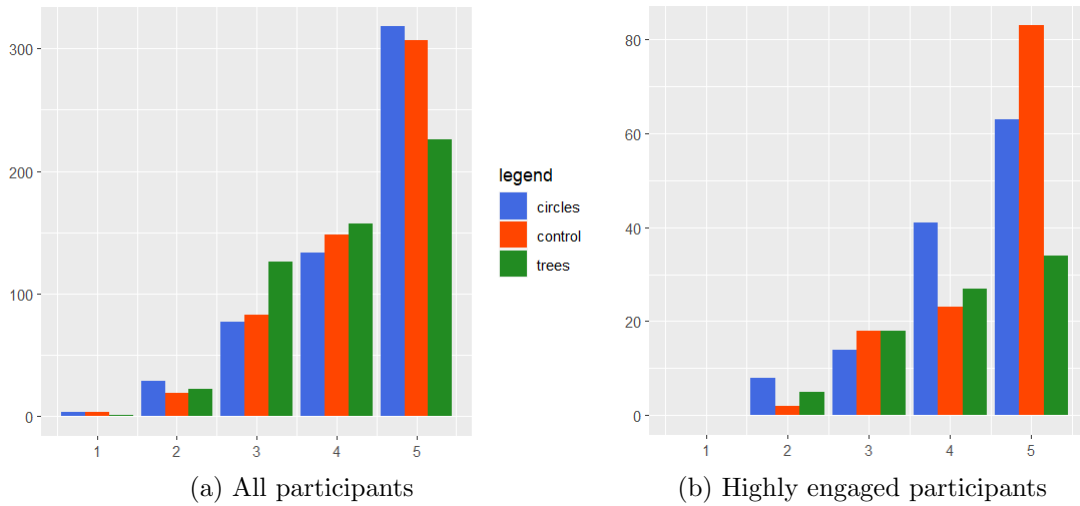 300
200
100
0
1 2 3 4 5
(a) All participants
legend
circles
control
trees
80
60
40
20
0
1 2 3 4 5
(b) Highly engaged participants